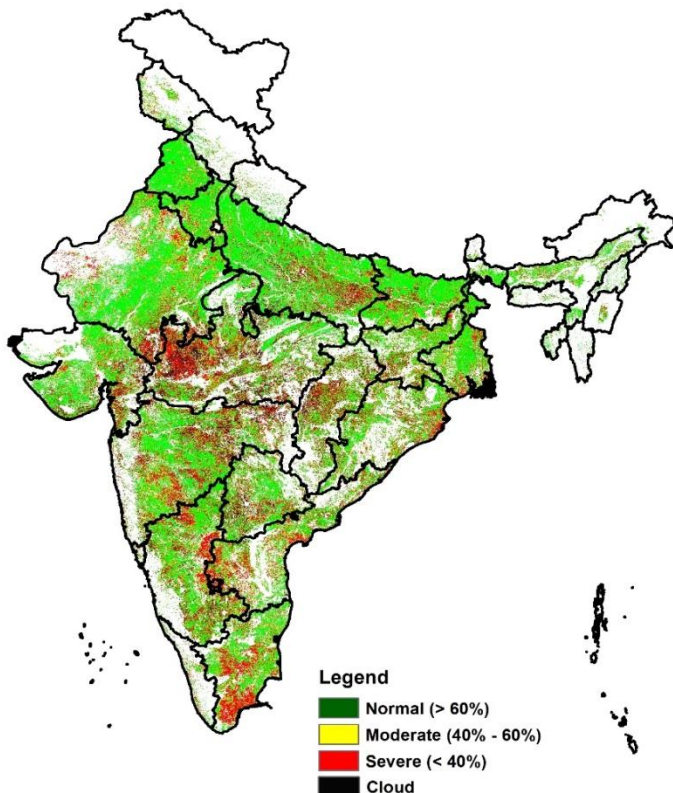 Legend
Normal (> 60%)
Moderate (40% - 60%)
Severe (< 40%)
Cloud